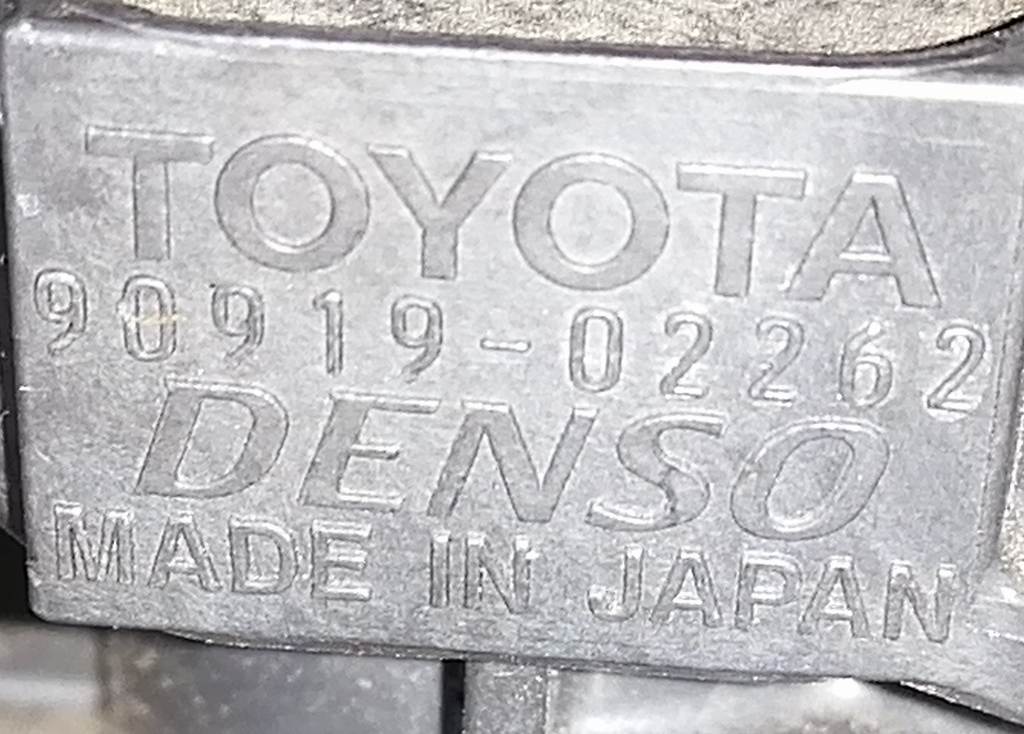 TOYOTA
90919-02262
DENSO
MADE IN JAPAN